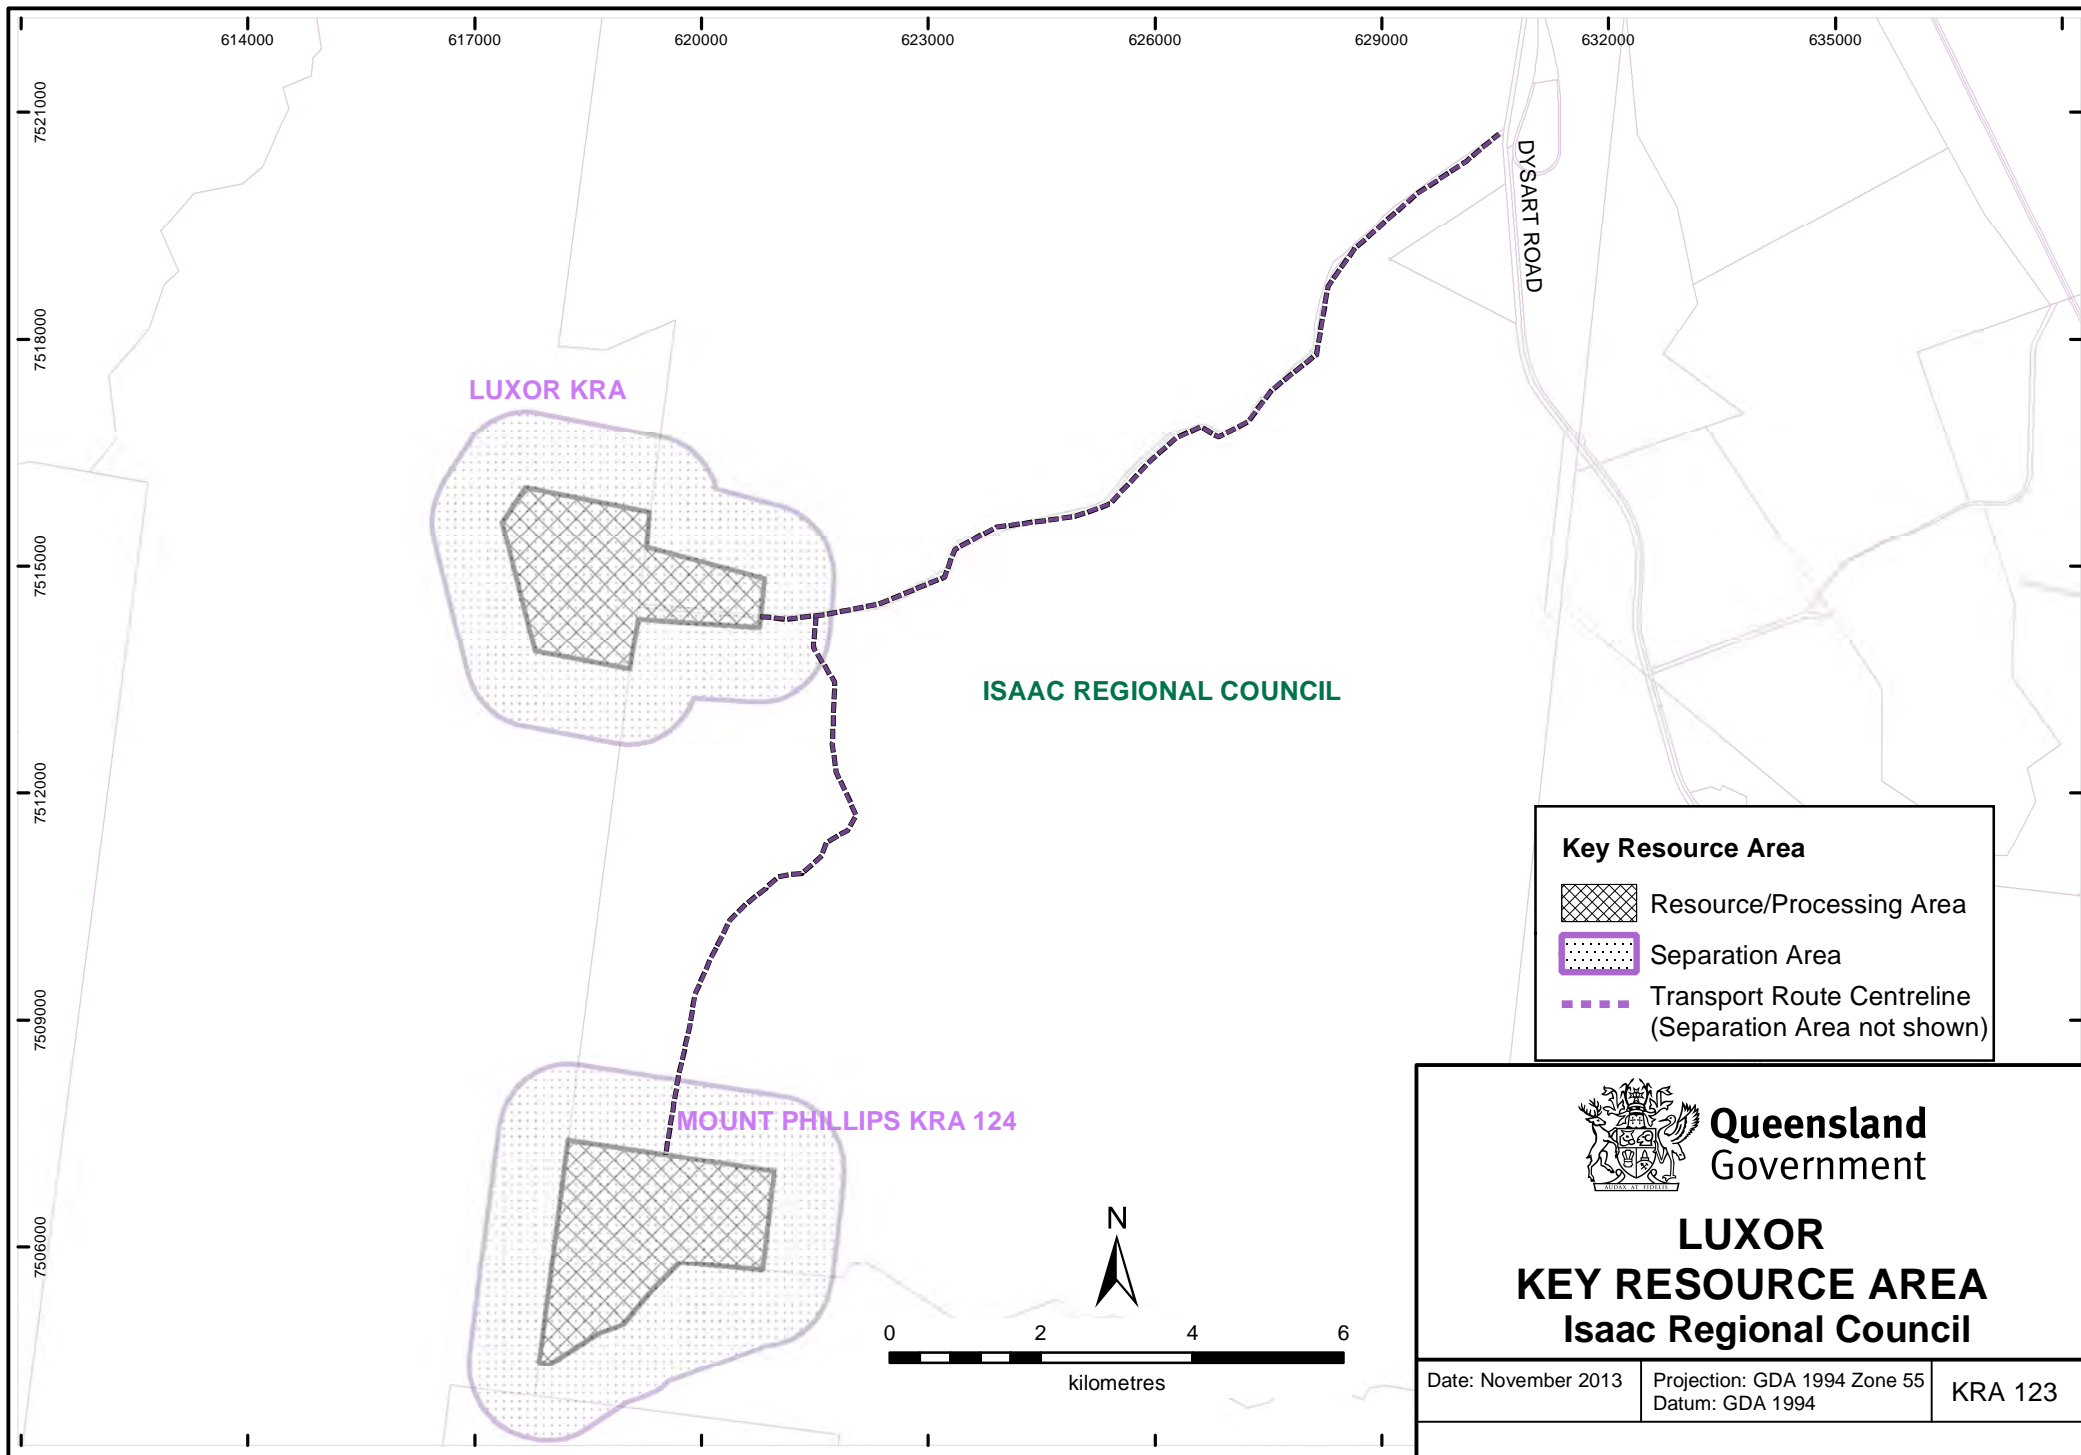 614000
617000
620000
623000
626000
629000
632000
635000
7521000
7518000
7515000
7512000
7509000
7506000
DYSART ROAD
LUXOR KRA
ISAAC REGIONAL COUNCIL
MOUNT PHILLIPS KRA 124
Key Resource Area
Resource/Processing Area
Separation Area
Transport Route Centreline
(Separation Area not shown)
N
0 2 4 6
kilometres
AUDAX AT FIDELIS
Queensland
Government
LUXOR
KEY RESOURCE AREA
Isaac Regional Council
Date: November 2013
Projection: GDA 1994 Zone 55
Datum: GDA 1994
KRA 123